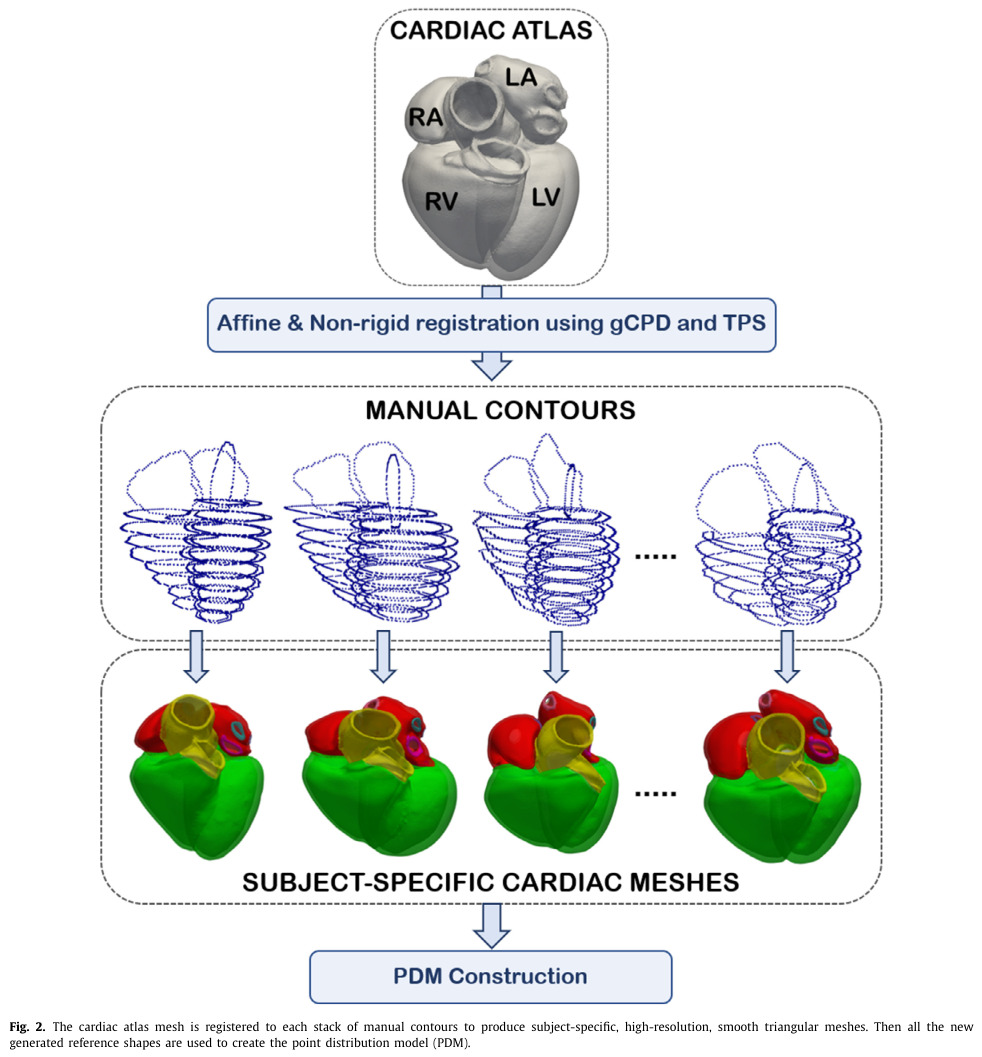 CARDIAC ATLAS
LA
RA
RV
LV
Affine & Non-rigid registration using gCPD and TPS
MANUAL CONTOURS
.....
.....
SUBJECT-SPECIFIC CARDIAC MESHES
PDM Construction
Fig. 2. The cardiac atlas mesh is registered to each stack of manual contours to produce subject-specific, high-resolution, smooth triangular meshes. Then all the new
generated reference shapes are used to create the point distribution model (PDM).